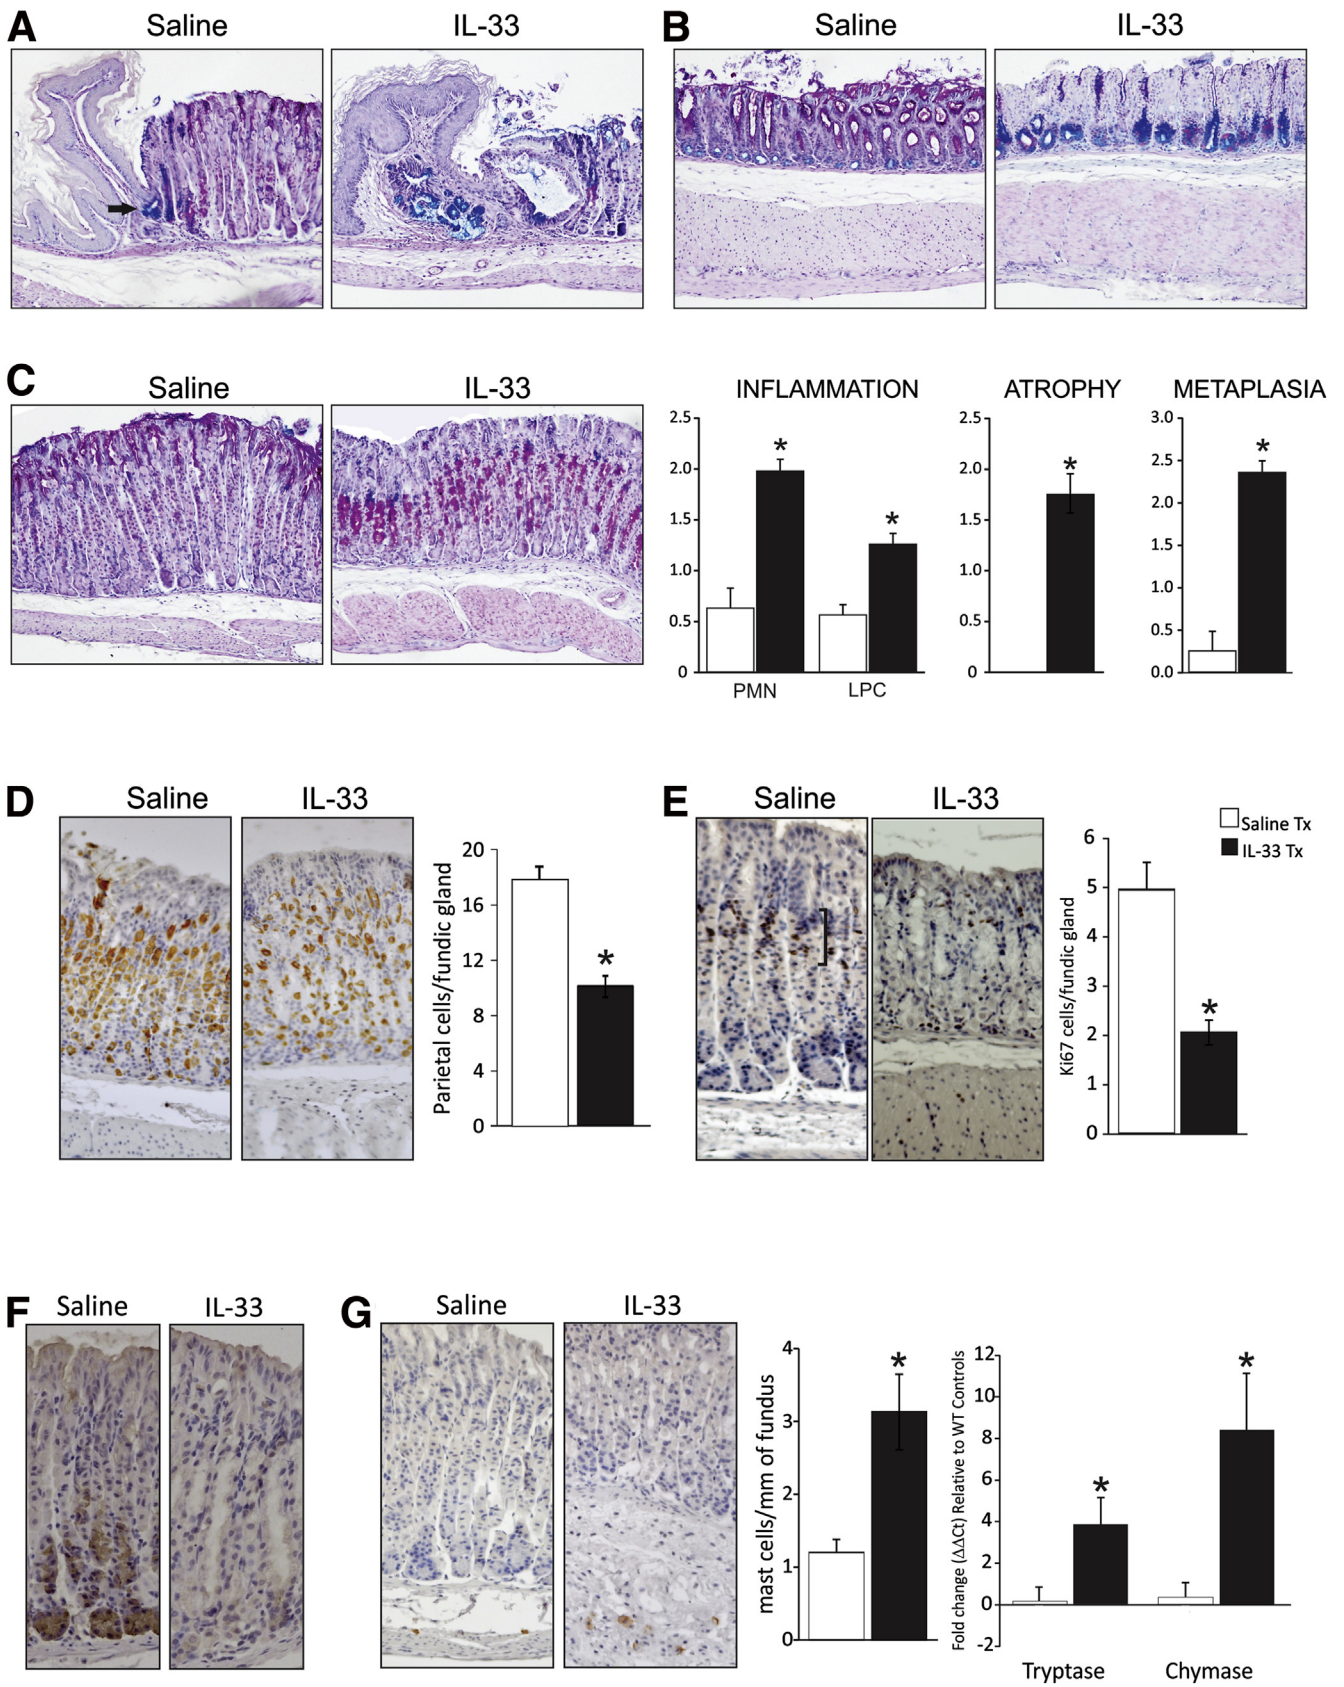 A
Saline
IL-33
B
Saline
IL-33
C
Saline
IL-33
INFLAMMATION
2.5
2.0
1.5
1.0
0.5
0
*
*
PMN
LPC
ATROPHY
2.5
2.0
1.5
1.0
0.5
0
*
METAPLASIA
3.0
2.5
2.0
1.5
1.0
0.5
0.0
*
D
Saline
IL-33
Parietal cells/fundic gland
20
16
12
8
4
0
*
E
Saline
IL-33
Ki67 cells/fundic gland
6
5
4
3
2
1
0
*
Saline Tx
IL-33 Tx
F
Saline
IL-33
G
Saline
IL-33
mast cells/mm of fundus
4
3
2
1
0
*
Fold change (ΔΔCt) Relative to WT Controls
12
10
8
6
4
2
0
-2
*
*
Tryptase
Chymase